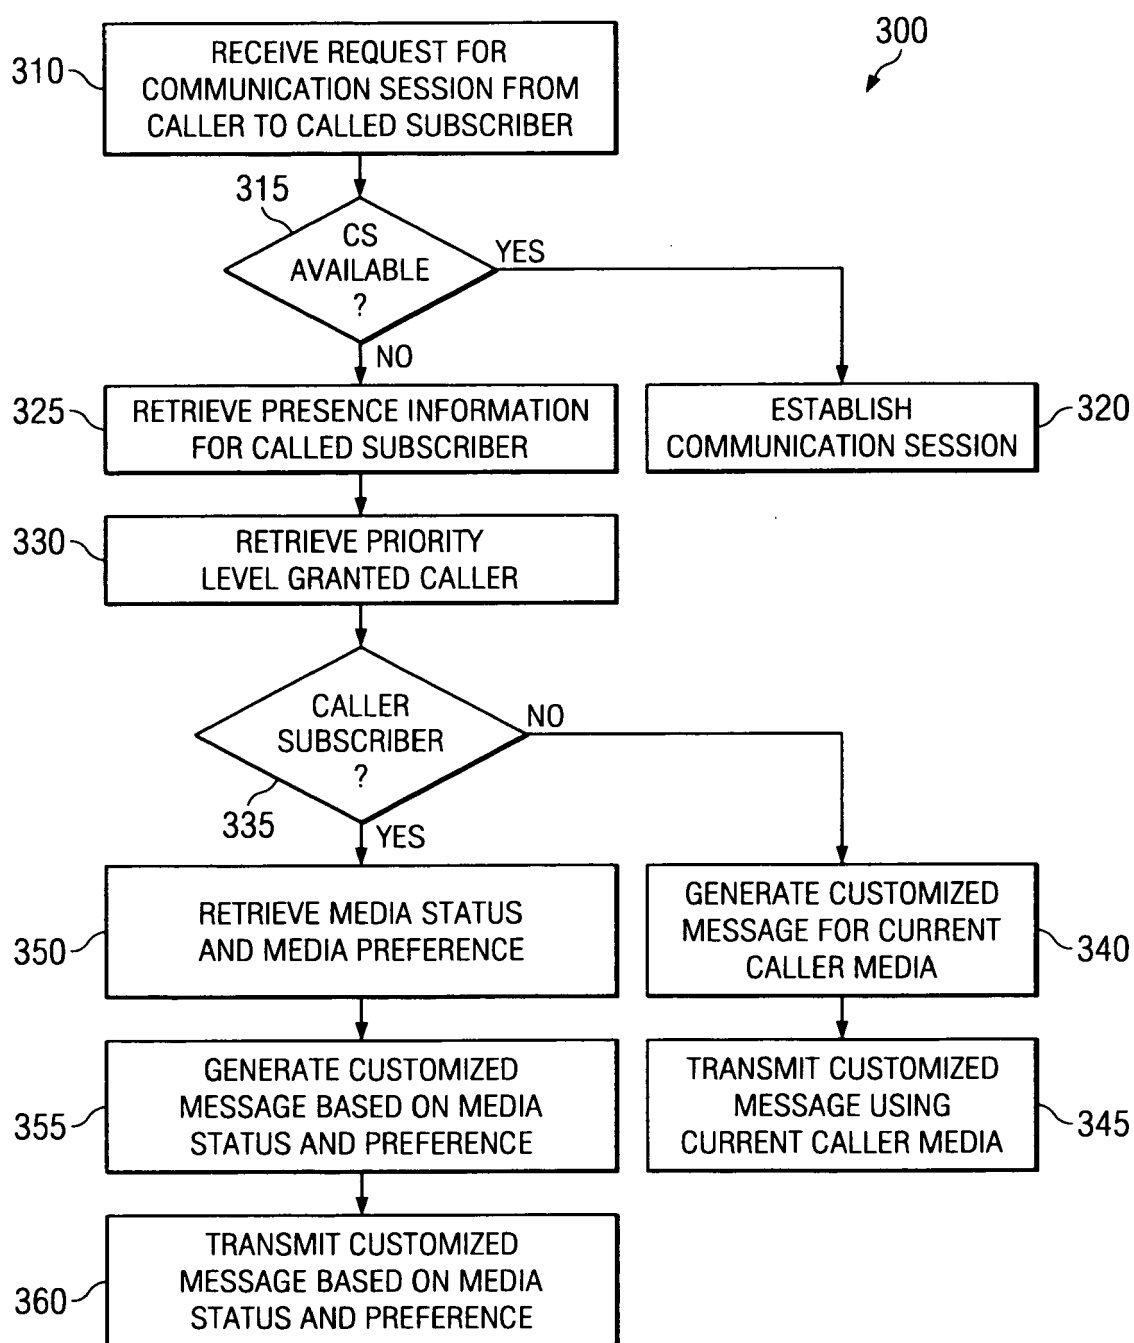 300
310
RECEIVE REQUEST FOR
COMMUNICATION SESSION FROM
CALLER TO CALLED SUBSCRIBER
315
CS
AVAILABLE
?
YES
NO
325
RETRIEVE PRESENCE INFORMATION
FOR CALLED SUBSCRIBER
ESTABLISH
COMMUNICATION SESSION
320
330
RETRIEVE PRIORITY
LEVEL GRANTED CALLER
CALLER
SUBSCRIBER
?
NO
335
YES
350
RETRIEVE MEDIA STATUS
AND MEDIA PREFERENCE
GENERATE CUSTOMIZED
MESSAGE FOR CURRENT
CALLER MEDIA
340
355
GENERATE CUSTOMIZED
MESSAGE BASED ON MEDIA
STATUS AND PREFERENCE
TRANSMIT CUSTOMIZED
MESSAGE USING
CURRENT CALLER MEDIA
345
360
TRANSMIT CUSTOMIZED
MESSAGE BASED ON MEDIA
STATUS AND PREFERENCE